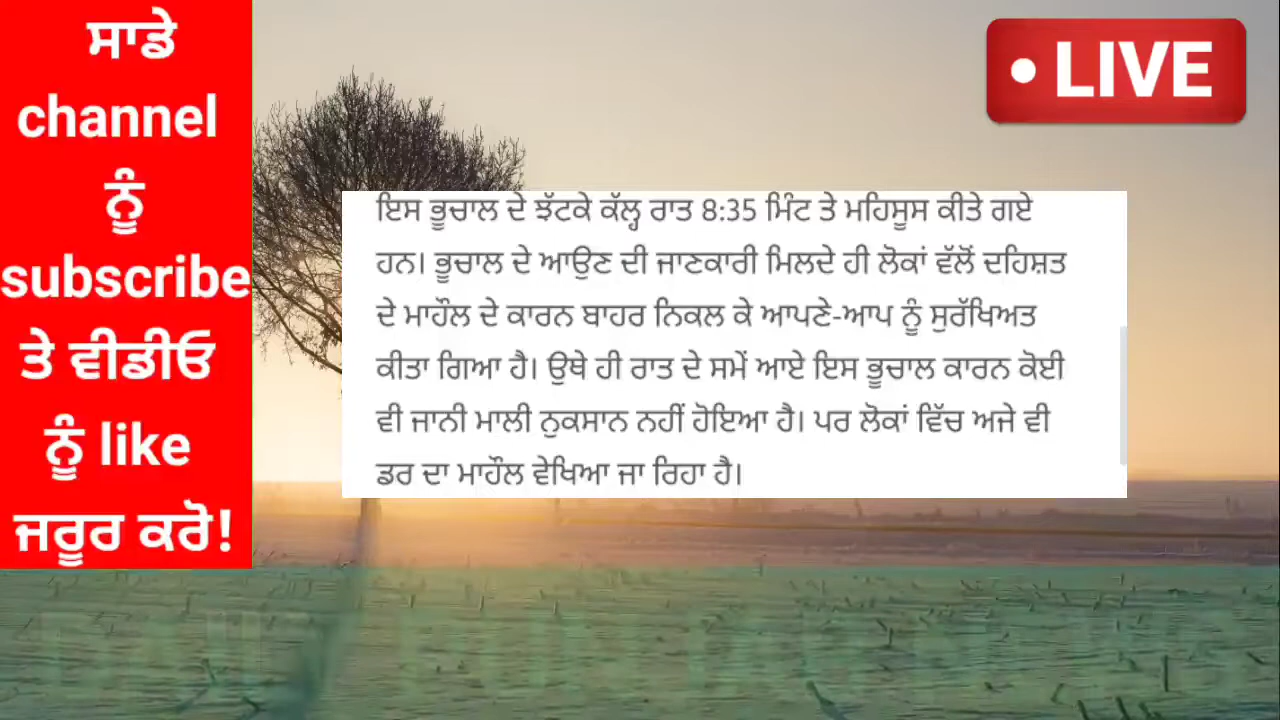 ਸਾਡੇ
channel
ਨੂੰ
subscribe
ਤੇ ਵੀਡੀਓ
ਨੂੰ like
ਜਰੂਰ ਕਰੋ!
• LIVE
ਇਸ ਭੂਚਾਲ ਦੇ ਝੱਟਕੇ ਕੱਲ੍ਹ ਰਾਤ 8:35 ਮਿੰਟ ਤੇ ਮਹਿਸੂਸ ਕੀਤੇ ਗਏ
ਹਨ। ਭੂਚਾਲ ਦੇ ਆਉਣ ਦੀ ਜਾਣਕਾਰੀ ਮਿਲਦੇ ਹੀ ਲੋਕਾਂ ਵੱਲੋਂ ਦਹਿਸ਼ਤ
ਦੇ ਮਾਹੌਲ ਦੇ ਕਾਰਨ ਬਾਹਰ ਨਿਕਲ ਕੇ ਆਪਣੇ-ਆਪ ਨੂੰ ਸੁਰੱਖਿਅਤ
ਕੀਤਾ ਗਿਆ ਹੈ। ਉਥੇ ਹੀ ਰਾਤ ਦੇ ਸਮੇਂ ਆਏ ਇਸ ਭੂਚਾਲ ਕਾਰਨ ਕੋਈ
ਵੀ ਜਾਨੀ ਮਾਲੀ ਨੁਕਸਾਨ ਨਹੀਂ ਹੋਇਆ ਹੈ। ਪਰ ਲੋਕਾਂ ਵਿੱਚ ਅਜੇ ਵੀ
ਡਰ ਦਾ ਮਾਹੌਲ ਵੇਖਿਆ ਜਾ ਰਿਹਾ ਹੈ।